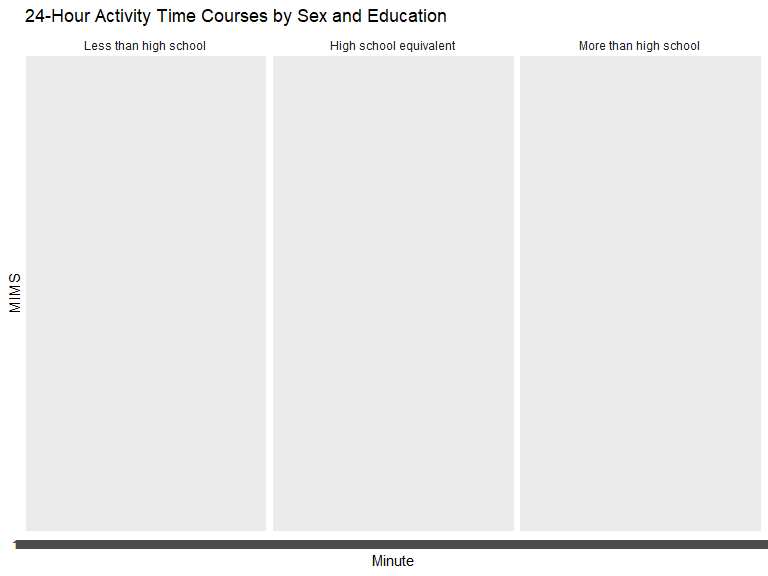 24-Hour Activity Time Courses by Sex and Education
Less than high school
High school equivalent
More than high school
MIMS
Minute